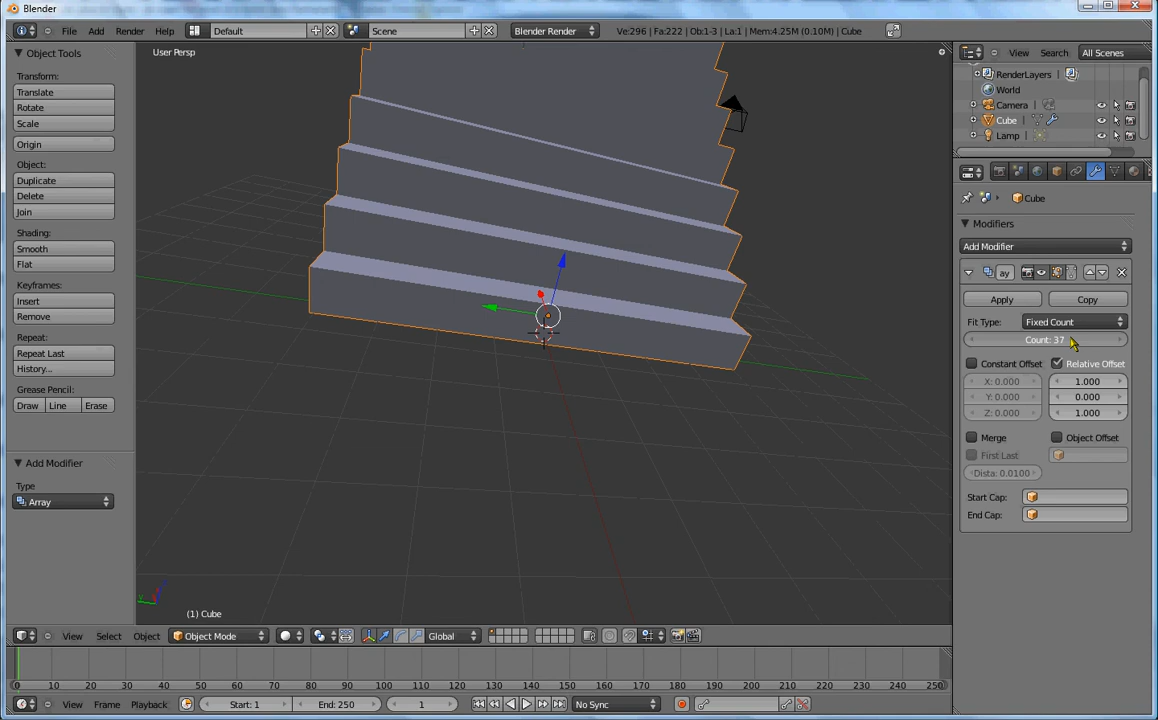 Blender
File Add Render Help Default Scene Blender Render Ve:296 | Fa:222 | Ob:1-3 | La:1 | Mem:4.25M (0.10M) | Cube
Object Tools
Transform:
Translate
Rotate
Scale
Origin
Object:
Duplicate
Delete
Join
Shading:
Smooth
Flat
Keyframes:
Insert
Remove
Repeat:
Repeat Last
History...
Grease Pencil:
Draw Line Erase
Add Modifier
Type
Array
User Persp
(1) Cube
View Select Object Object Mode Global
0 10 20 30 40 50 60 70 80 90 100 110 120 130 140 150 160 170 180 190 200 210 220 230 240 250
View Frame Playback Start: 1 End: 250 1 No Sync
View Search All Scenes
RenderLayers
World
Camera
Cube
Lamp
Cube
Modifiers
Add Modifier
ay
Apply Copy
Fit Type: Fixed Count
Count: 37
Constant Offset Relative Offset
X: 0.000 1.000
Y: 0.000 0.000
Z: 0.000 1.000
Merge Object Offset
First Last
Dista: 0.0100
Start Cap:
End Cap: